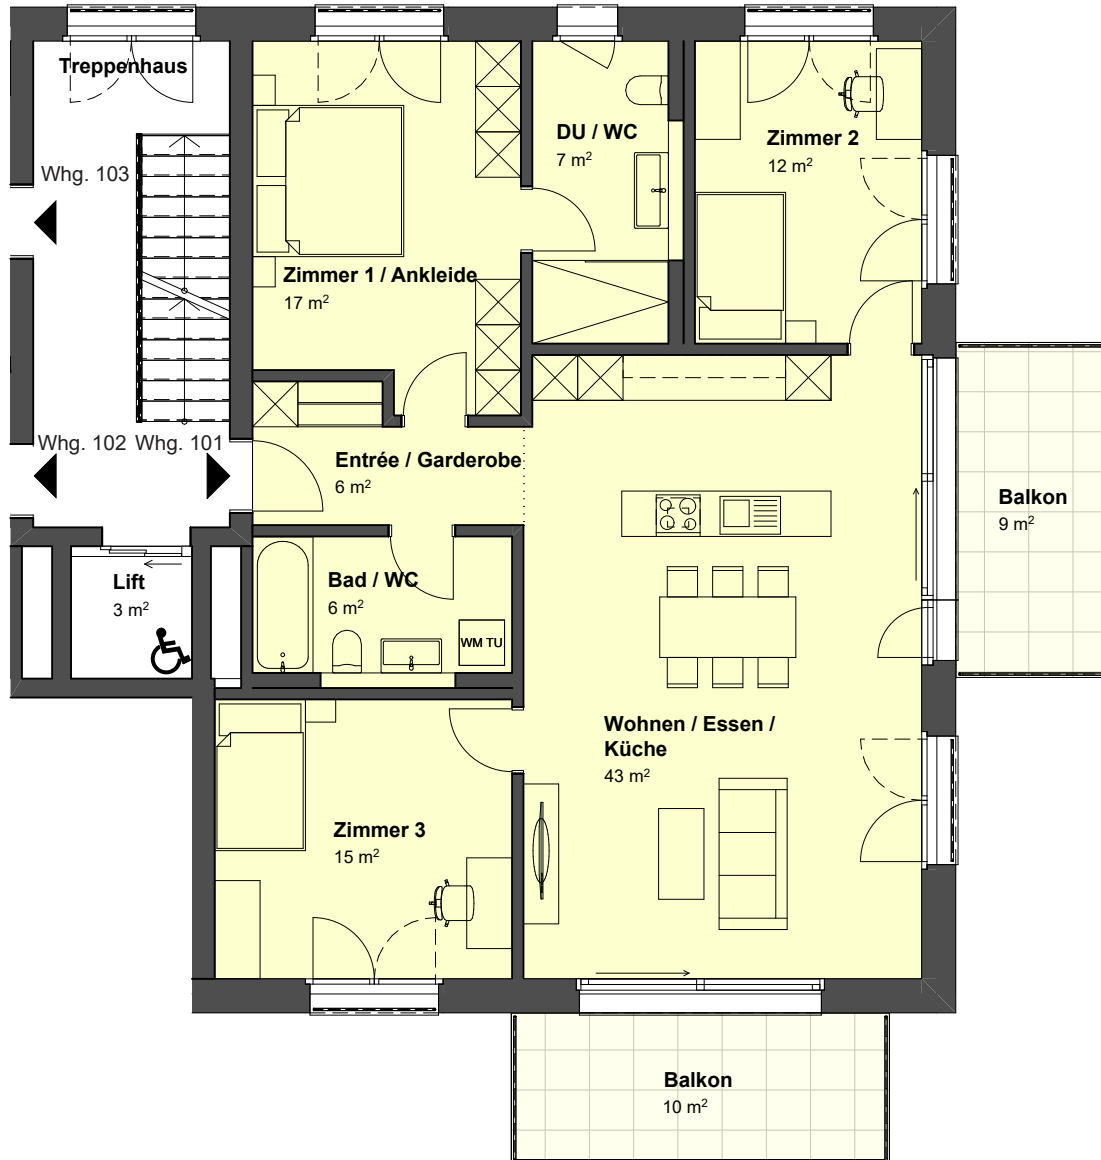 Treppenhaus
DU / WC
7 m²
Zimmer 2
12 m²
Whg. 103
Zimmer 1 / Ankleide
17 m²
Whg. 102 Whg. 101
Entrée / Garderobe
6 m²
Balkon
9 m²
Lift
3 m²
Bad / WC
6 m²
WM TU
Wohnen / Essen /
Küche
43 m²
Zimmer 3
15 m²
Balkon
10 m²